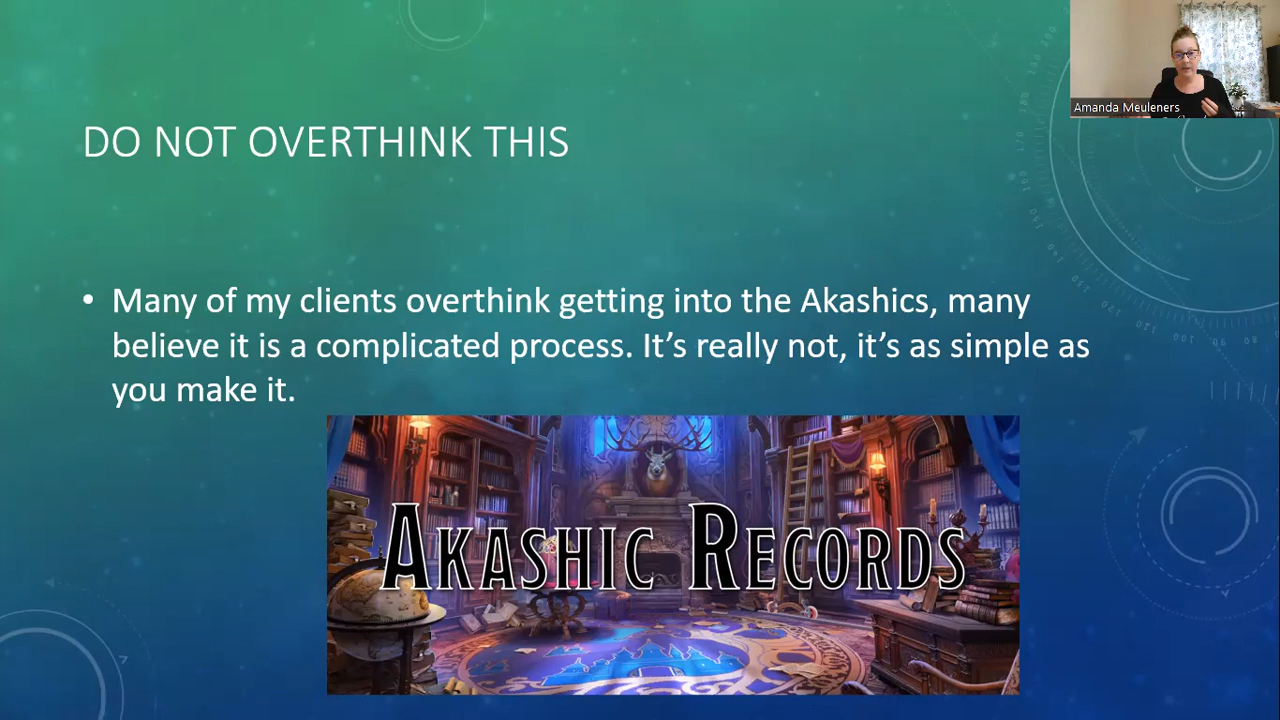 DO NOT OVERTHINK THIS
• Many of my clients overthink getting into the Akashics, many
believe it is a complicated process. It’s really not, it’s as simple as
you make it.
AKASHIC RECORDS
Amanda Meuleners